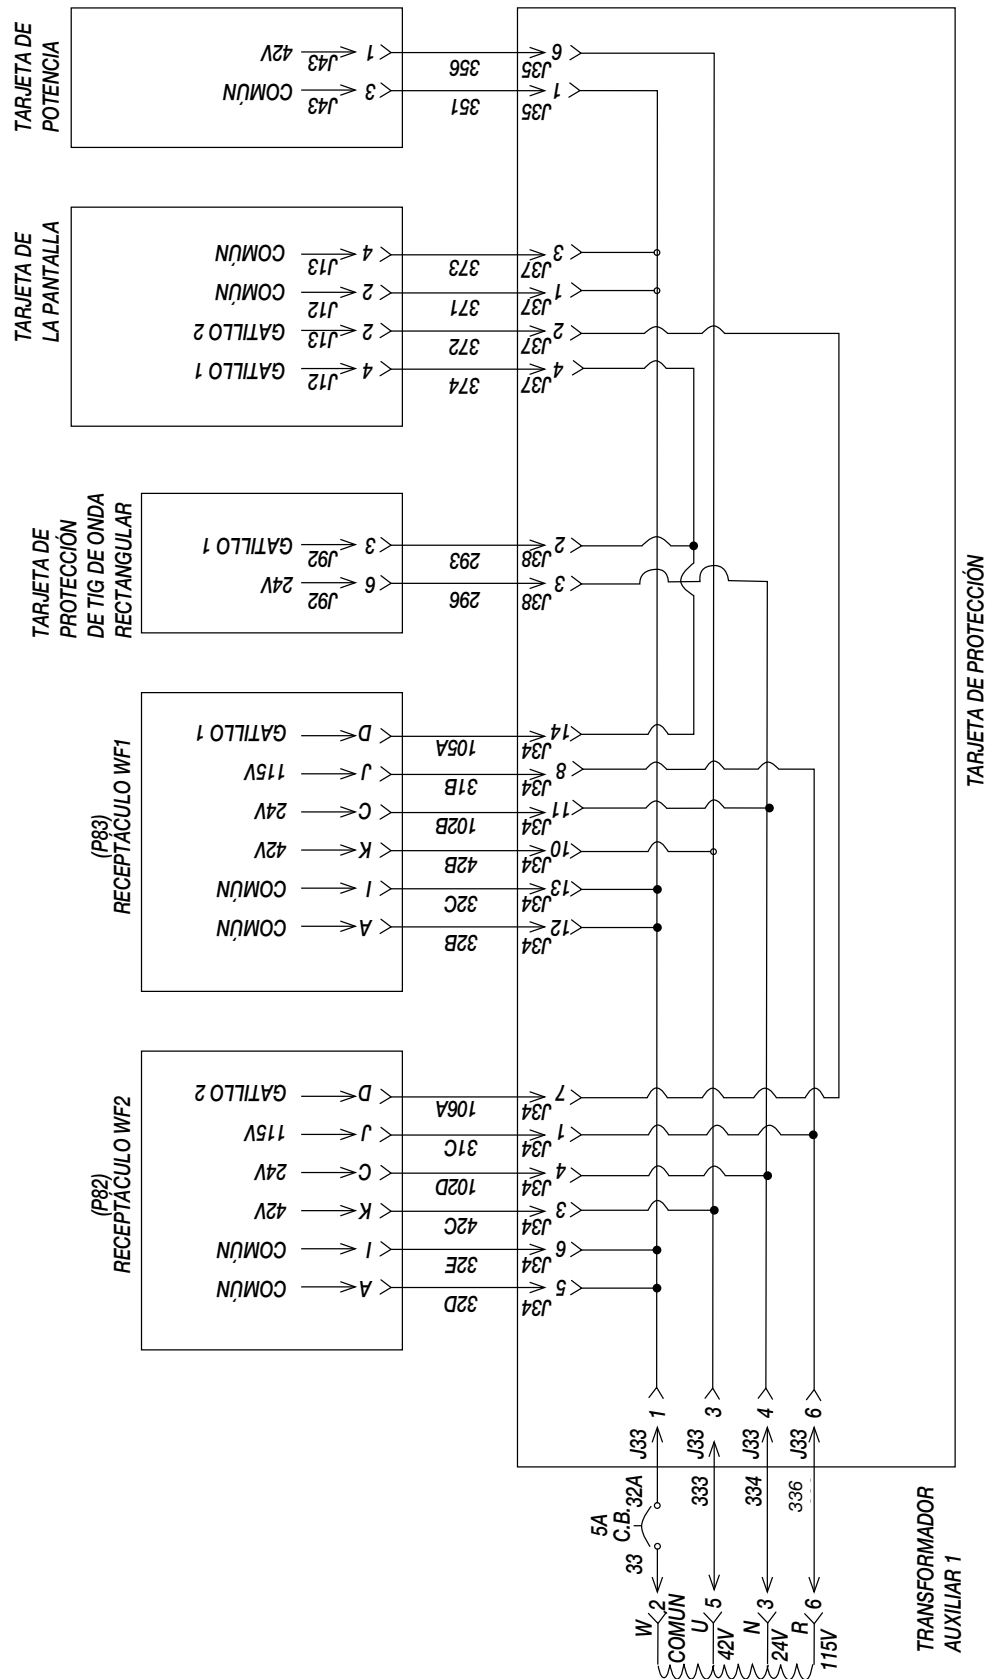 TARJETA DE
POTENCIA
42V J43 1 356 J35 6
COMÚN J43 3 351 J35 1
TARJETA DE
LA PANTALLA
COMÚN J13 4 373 J37 3
COMÚN J12 2 371 J37 1
GATILLO 2 J13 2 372 J37 2
GATILLO 1 J12 4 374 J37 4
TARJETA DE
PROTECCIÓN
DE TIG DE ONDA
RECTANGULAR
GATILLO 1 J92 3 293 J38 2
24V J92 6 296 J38 3
(P83)
RECEPTÁCULO WF1
GATILLO 1 D 105A J34 14
115V J 31B J34 8
24V C 102B J34 11
42V K 42B J34 10
COMÚN I 32C J34 13
COMÚN A 32B J34 12
(P82)
RECEPTÁCULO WF2
GATILLO 2 D 106A J34 7
115V J 31C J34 1
24V C 102D J34 4
42V K 42C J34 3
COMÚN I 32E J34 6
COMÚN A 32D J34 5
TARJETA DE PROTECCIÓN
W 2 33 5A C.B. 32A J33 1
COMÚN
U 5 333 J33 3
42V
N 3 334 J33 4
24V
R 6 336 J33 6
115V
TRANSFORMADOR
AUXILIAR 1